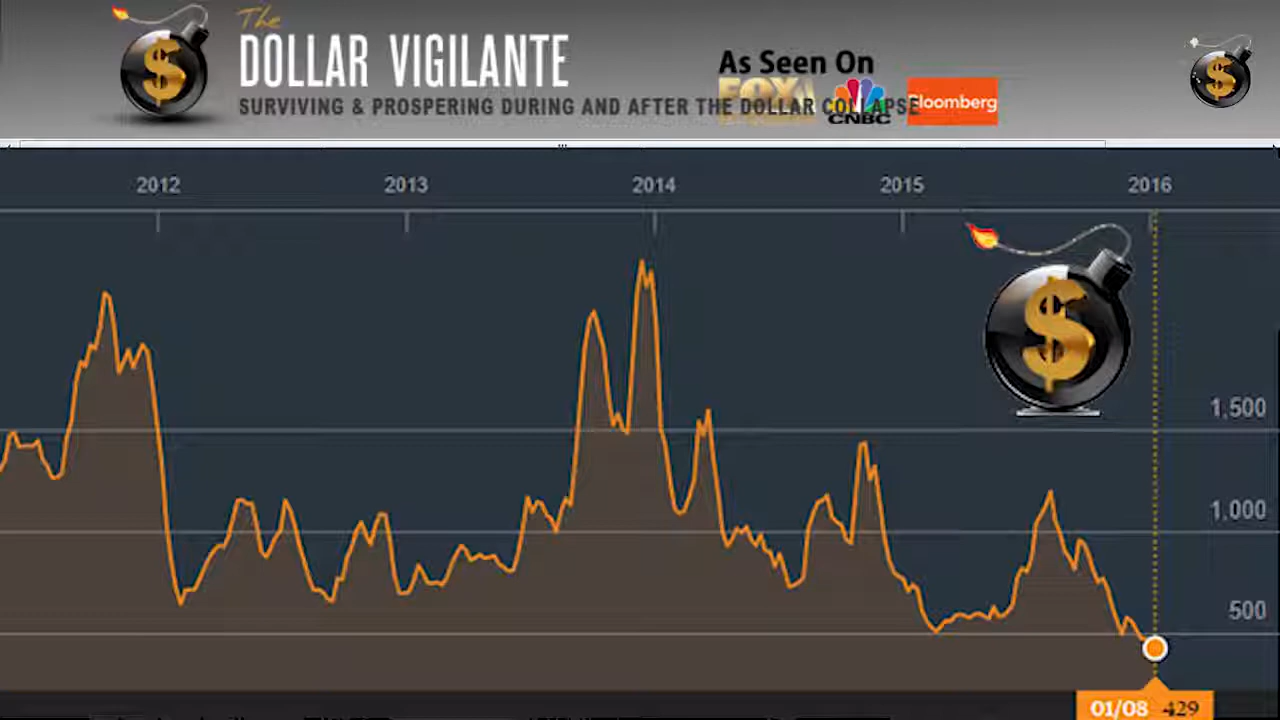 The
DOLLAR VIGILANTE
SURVIVING & PROSPERING DURING AND AFTER THE DOLLAR COLLAPSE
As Seen On
FOX
CNBC
Bloomberg
2012 2013 2014 2015 2016
1,500
1,000
500
01/08 429